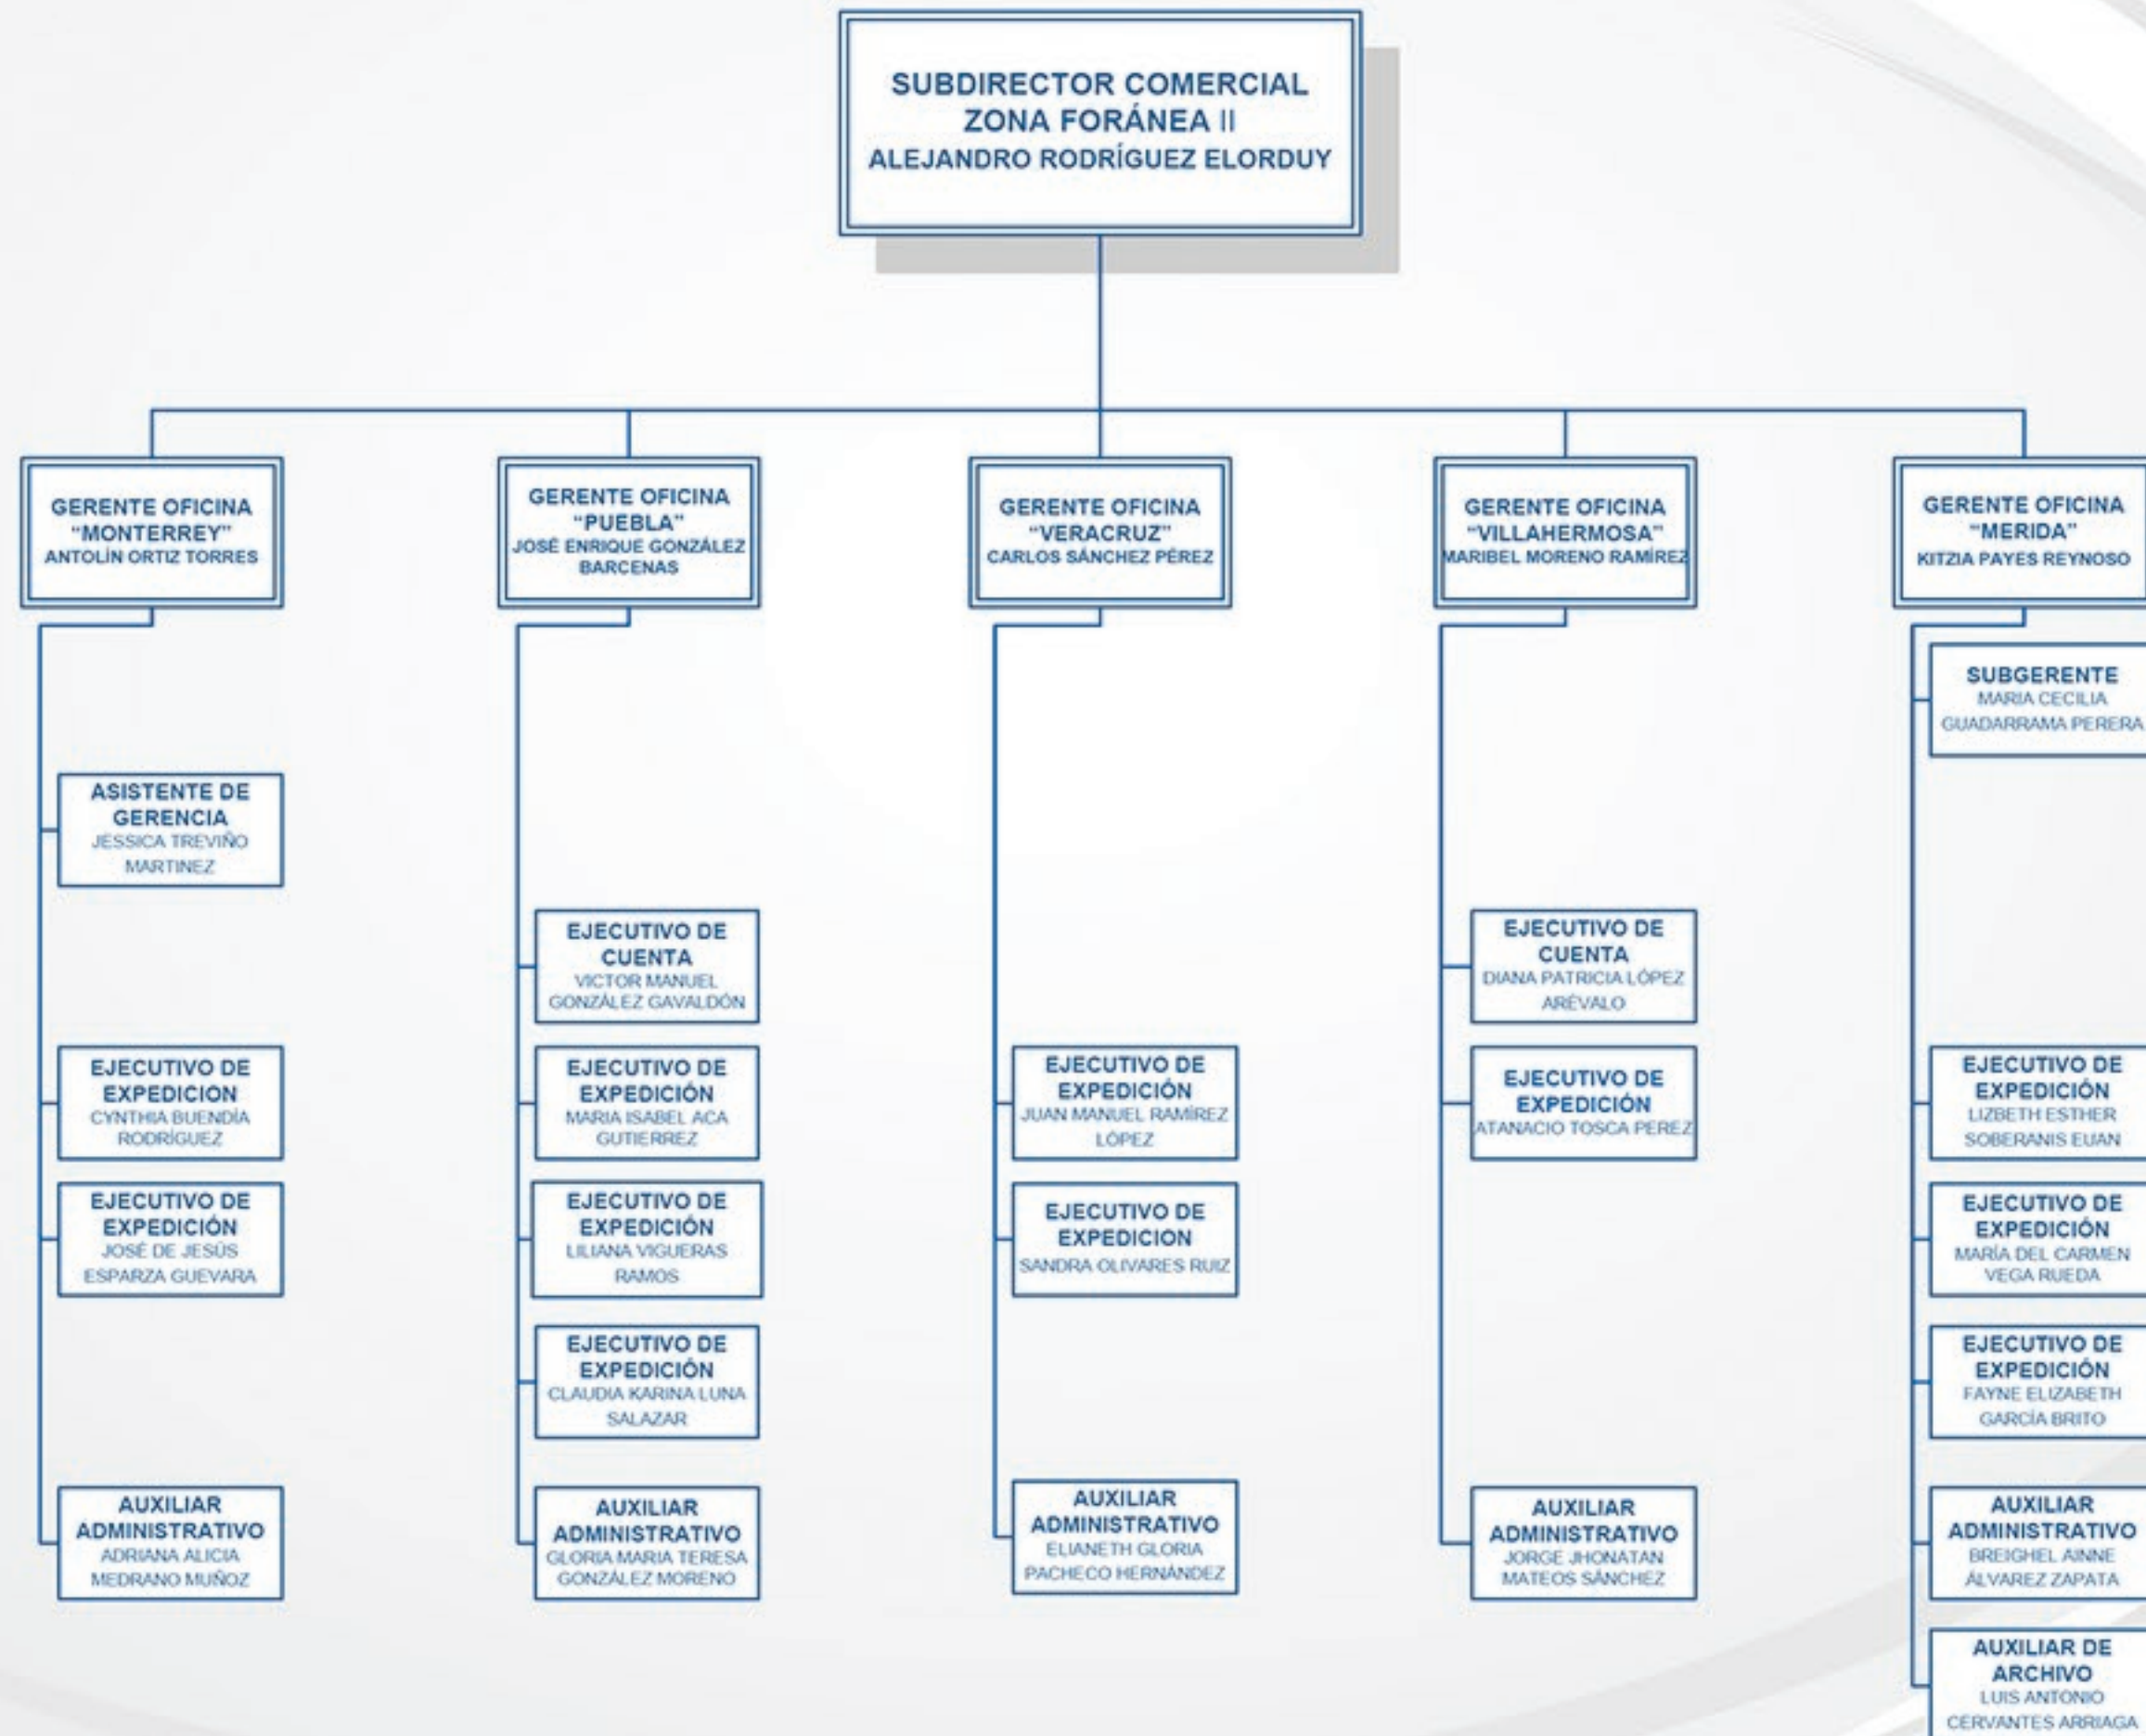 SUBDIRECTOR COMERCIAL
ZONA FORÁNEA II
ALEJANDRO RODRÍGUEZ ELORDUY
GERENTE OFICINA
“MONTERREY”
ANTOLÍN ORTIZ TORRES
ASISTENTE DE
GERENCIA
JESSICA TREVIÑO
MARTINEZ
EJECUTIVO DE
EXPEDICION
CYNTHIA BUENDÍA
RODRÍGUEZ
EJECUTIVO DE
EXPEDICIÓN
JOSÉ DE JESÚS
ESPARZA GUEVARA
AUXILIAR
ADMINISTRATIVO
ADRIANA ALICIA
MEDRANO MUÑOZ
GERENTE OFICINA
“PUEBLA”
JOSÉ ENRIQUE GONZÁLEZ
BARCENAS
EJECUTIVO DE
CUENTA
VICTOR MANUEL
GONZÁLEZ GAVALDÓN
EJECUTIVO DE
EXPEDICIÓN
MARIA ISABEL ACA
GUTIERREZ
EJECUTIVO DE
EXPEDICIÓN
LILIANA VIGUERAS
RAMOS
EJECUTIVO DE
EXPEDICIÓN
CLAUDIA KARINA LUNA
SALAZAR
AUXILIAR
ADMINISTRATIVO
GLORIA MARIA TERESA
GONZÁLEZ MORENO
GERENTE OFICINA
“VERACRUZ”
CARLOS SÁNCHEZ PÉREZ
EJECUTIVO DE
EXPEDICIÓN
JUAN MANUEL RAMÍREZ
LÓPEZ
EJECUTIVO DE
EXPEDICION
SANDRA OLIVARES RUIZ
AUXILIAR
ADMINISTRATIVO
ELIANETH GLORIA
PACHECO HERNÁNDEZ
GERENTE OFICINA
“VILLAHERMOSA”
MARIBEL MORENO RAMÍREZ
EJECUTIVO DE
CUENTA
DIANA PATRICIA LÓPEZ
ARÉVALO
EJECUTIVO DE
EXPEDICIÓN
ATANACIO TOSCA PEREZ
AUXILIAR
ADMINISTRATIVO
JORGE JHONATAN
MATEOS SÁNCHEZ
GERENTE OFICINA
“MERIDA”
KITZIA PAYES REYNOSO
SUBGERENTE
MARIA CECILIA
GUADARRAMA PERERA
EJECUTIVO DE
EXPEDICIÓN
LIZBETH ESTHER
SOBERANIS EUAN
EJECUTIVO DE
EXPEDICIÓN
MARÍA DEL CARMEN
VEGA RUEDA
EJECUTIVO DE
EXPEDICIÓN
FAYNE ELIZABETH
GARCÍA BRITO
AUXILIAR
ADMINISTRATIVO
BREIGHEL AINNE
ÁLVAREZ ZAPATA
AUXILIAR DE
ARCHIVO
LUIS ANTONIO
CERVANTES ARRIAGA